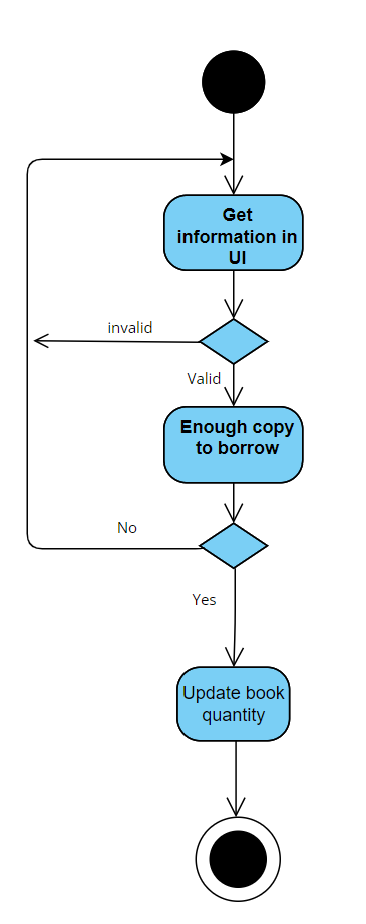 Get
information in
UI
invalid
Valid
Enough copy
to borrow
No
Yes
Update book
quantity